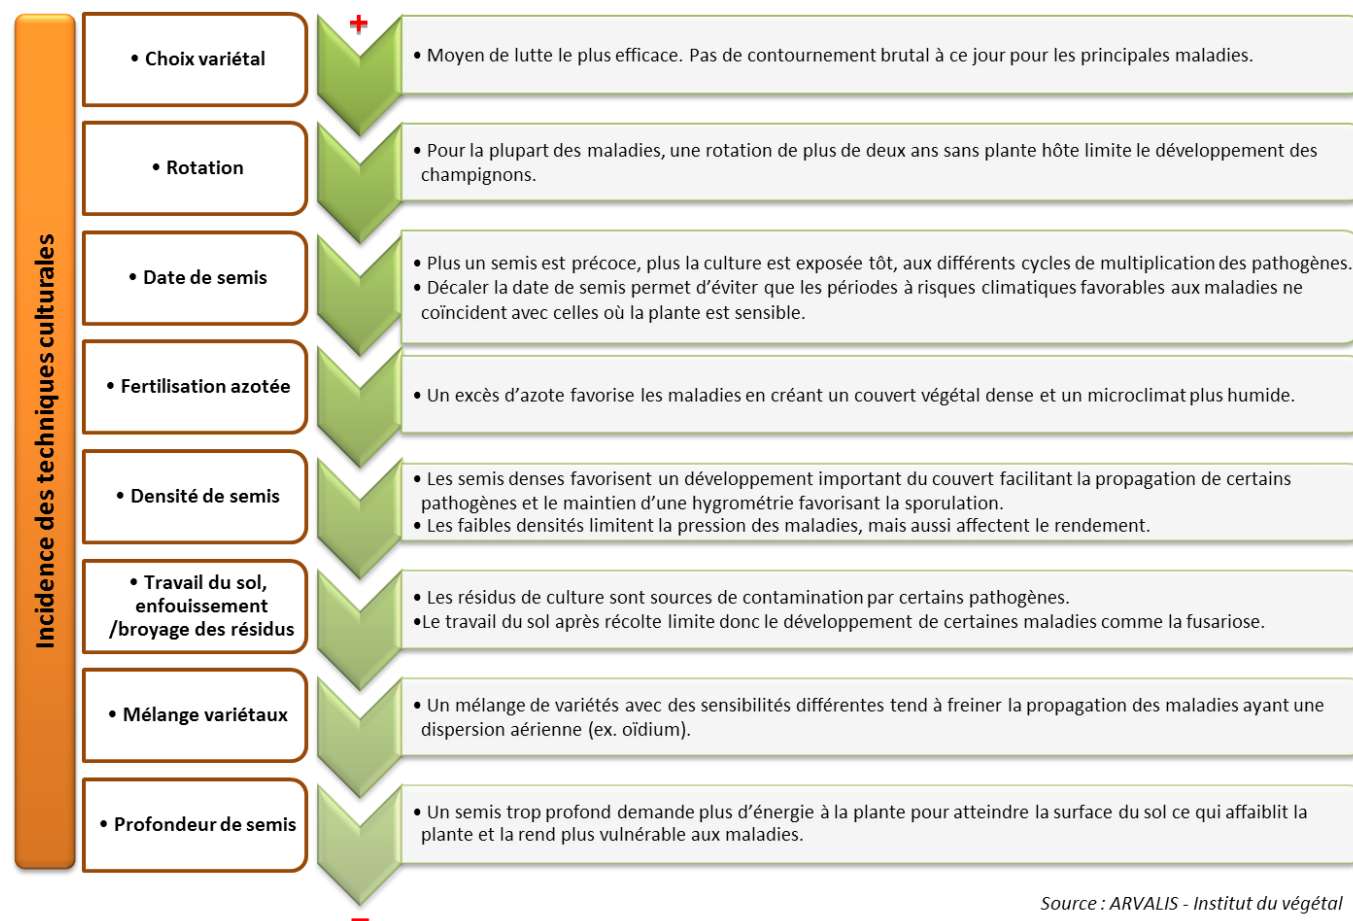 Incidence des techniques culturales
+
• Choix variétal
• Moyen de lutte le plus efficace. Pas de contournement brutal à ce jour pour les principales maladies.
• Rotation
• Pour la plupart des maladies, une rotation de plus de deux ans sans plante hôte limite le développement des
champignons.
• Date de semis
• Plus un semis est précoce, plus la culture est exposée tôt, aux différents cycles de multiplication des pathogènes.
• Décaler la date de semis permet d’éviter que les périodes à risques climatiques favorables aux maladies ne
coïncident avec celles où la plante est sensible.
• Fertilisation azotée
• Un excès d’azote favorise les maladies en créant un couvert végétal dense et un microclimat plus humide.
• Densité de semis
• Les semis denses favorisent un développement important du couvert facilitant la propagation de certains
pathogènes et le maintien d’une hygrométrie favorisant la sporulation.
• Les faibles densités limitent la pression des maladies, mais aussi affectent le rendement.
• Travail du sol,
enfouissement
/broyage des résidus
• Les résidus de culture sont sources de contamination par certains pathogènes.
•Le travail du sol après récolte limite donc le développement de certaines maladies comme la fusariose.
• Mélange variétaux
• Un mélange de variétés avec des sensibilités différentes tend à freiner la propagation des maladies ayant une
dispersion aérienne (ex. oïdium).
• Profondeur de semis
• Un semis trop profond demande plus d’énergie à la plante pour atteindre la surface du sol ce qui affaiblit la
plante et la rend plus vulnérable aux maladies.
–
Source : ARVALIS - Institut du végétal